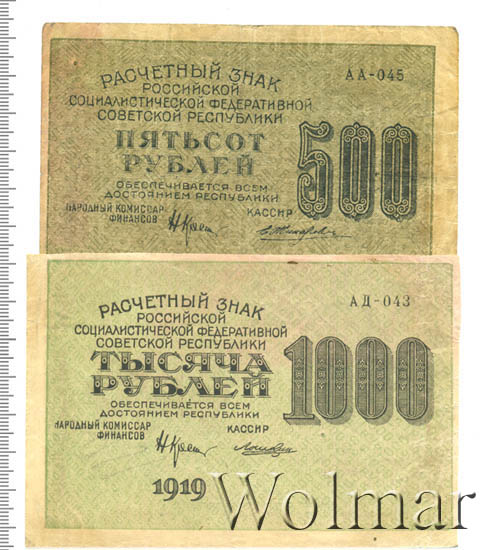 РАСЧЕТНЫЙ ЗНАК
РОССИЙСКОЙ
СОЦИАЛИСТИЧЕСКОЙ ФЕДЕРАТИВНОЙ
СОВЕТСКОЙ РЕСПУБЛИКИ
ПЯТЬСОТ
РУБЛЕЙ
ОБЕСПЕЧИВАЕТСЯ ВСЕМ
ДОСТОЯНИЕМ РЕСПУБЛИКИ
НАРОДНЫЙ КОМИССАР
ФИНАНСОВ
КАССИР
АА-045
500
РАСЧЕТНЫЙ ЗНАК
РОССИЙСКОЙ
СОЦИАЛИСТИЧЕСКОЙ ФЕДЕРАТИВНОЙ
СОВЕТСКОЙ РЕСПУБЛИКИ
ТЫСЯЧА
РУБЛЕЙ
ОБЕСПЕЧИВАЕТСЯ ВСЕМ
ДОСТОЯНИЕМ РЕСПУБЛИКИ
НАРОДНЫЙ КОМИССАР
ФИНАНСОВ
КАССИР
АД-043
1000
1919
Wolmar